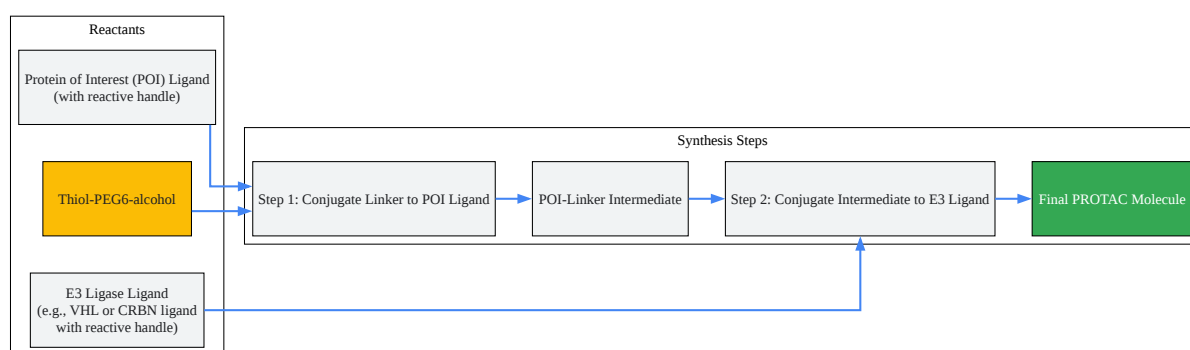 Reactants
Protein of Interest (POI) Ligand
(with reactive handle)
Thiol-PEG6-alcohol
E3 Ligase Ligand
(e.g., VHL or CRBN ligand
with reactive handle)
Synthesis Steps
Step 1: Conjugate Linker to POI Ligand
POI-Linker Intermediate
Step 2: Conjugate Intermediate to E3 Ligand
Final PROTAC Molecule